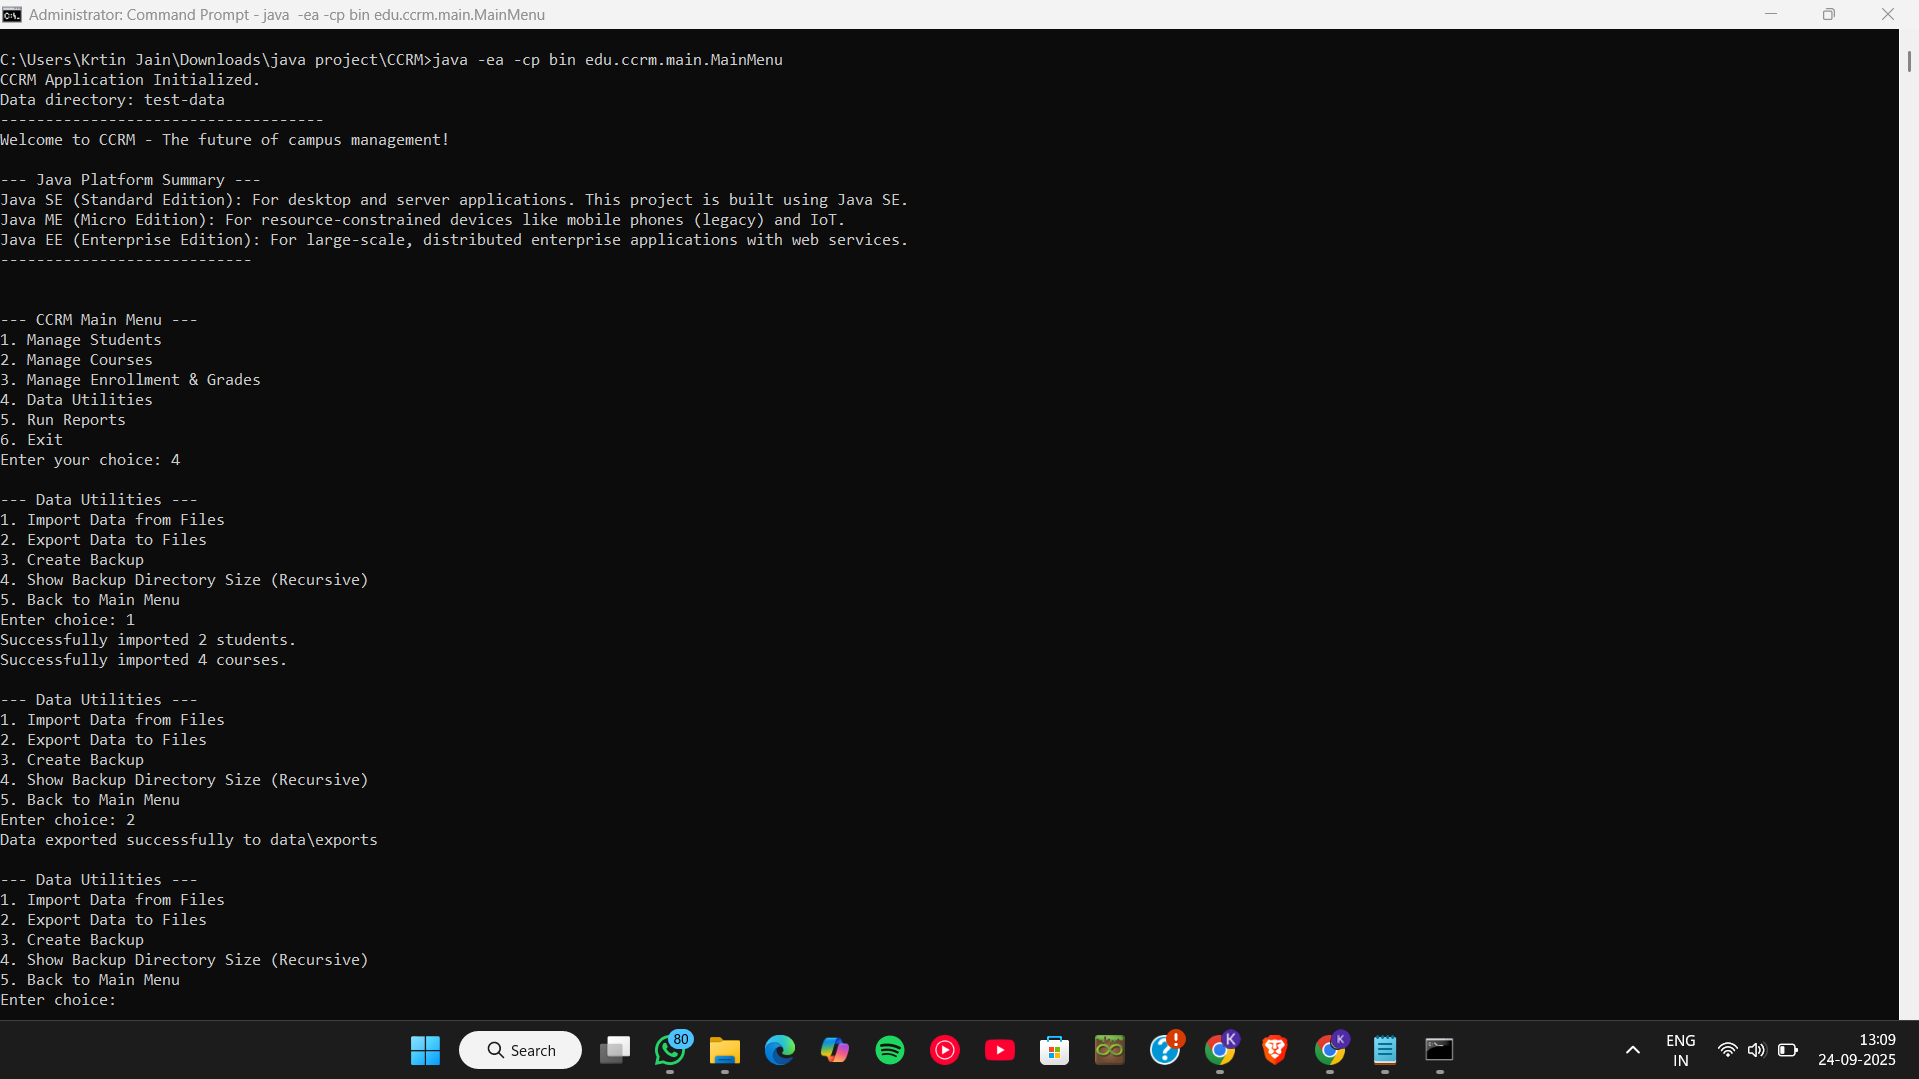 Administrator: Command Prompt - java  -ea -cp bin edu.ccrm.main.MainMenu
C:\Users\Krtin Jain\Downloads\java project\CCRM>java -ea -cp bin edu.ccrm.main.MainMenu
CCRM Application Initialized.
Data directory: test-data
------------------------------------
Welcome to CCRM - The future of campus management!
--- Java Platform Summary ---
Java SE (Standard Edition): For desktop and server applications. This project is built using Java SE.
Java ME (Micro Edition): For resource-constrained devices like mobile phones (legacy) and IoT.
Java EE (Enterprise Edition): For large-scale, distributed enterprise applications with web services.
----------------------------
--- CCRM Main Menu ---
1. Manage Students
2. Manage Courses
3. Manage Enrollment & Grades
4. Data Utilities
5. Run Reports
6. Exit
Enter your choice: 4
--- Data Utilities ---
1. Import Data from Files
2. Export Data to Files
3. Create Backup
4. Show Backup Directory Size (Recursive)
5. Back to Main Menu
Enter choice: 1
Successfully imported 2 students.
Successfully imported 4 courses.
--- Data Utilities ---
1. Import Data from Files
2. Export Data to Files
3. Create Backup
4. Show Backup Directory Size (Recursive)
5. Back to Main Menu
Enter choice: 2
Data exported successfully to data\exports
--- Data Utilities ---
1. Import Data from Files
2. Export Data to Files
3. Create Backup
4. Show Backup Directory Size (Recursive)
5. Back to Main Menu
Enter choice:
Search
80
K
K
ENG
IN
13:09
24-09-2025